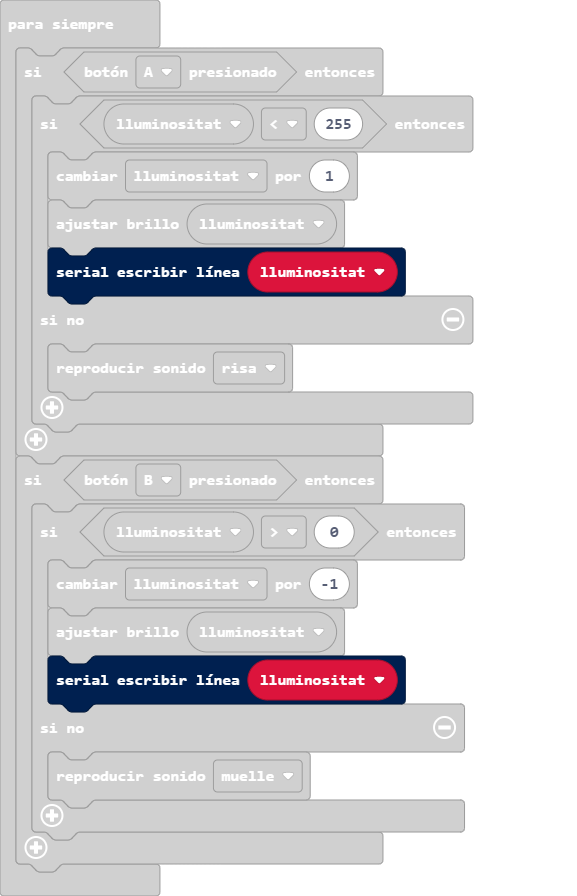 para siempre
si botón A presionado entonces
si lluminositat < 255 entonces
cambiar lluminositat por 1
ajustar brillo lluminositat
serial escribir línea lluminositat
si no
reproducir sonido risa
si botón B presionado entonces
si lluminositat > 0 entonces
cambiar lluminositat por -1
ajustar brillo lluminositat
serial escribir línea lluminositat
si no
reproducir sonido muelle